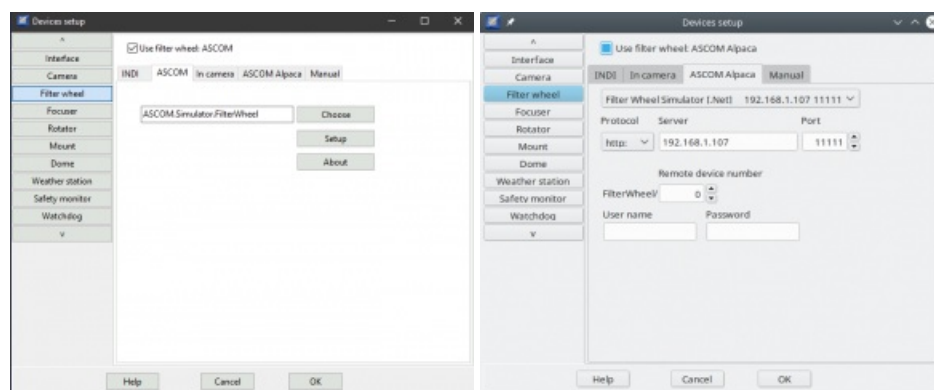 Devices setup
^
Interface
Camera
Filter wheel
Focuser
Rotator
Mount
Dome
Weather station
Safety monitor
Watchdog
v
Use filter wheel: ASCOM
INDI ASCOM In camera ASCOM Alpaca Manual
ASCOM.Simulator.FilterWheel Choose
Setup
About
Help Cancel OK
Devices setup
^
Interface
Camera
Filter wheel
Focuser
Rotator
Mount
Dome
Weather station
Safety monitor
Watchdog
v
Use filter wheel: ASCOM Alpaca
INDI In camera ASCOM Alpaca Manual
Filter Wheel Simulator [.Net] 192.168.1.107 11111
Protocol Server Port
http: 192.168.1.107 11111
Remote device number
FilterWheel/ 0
User name Password
Help Cancel OK